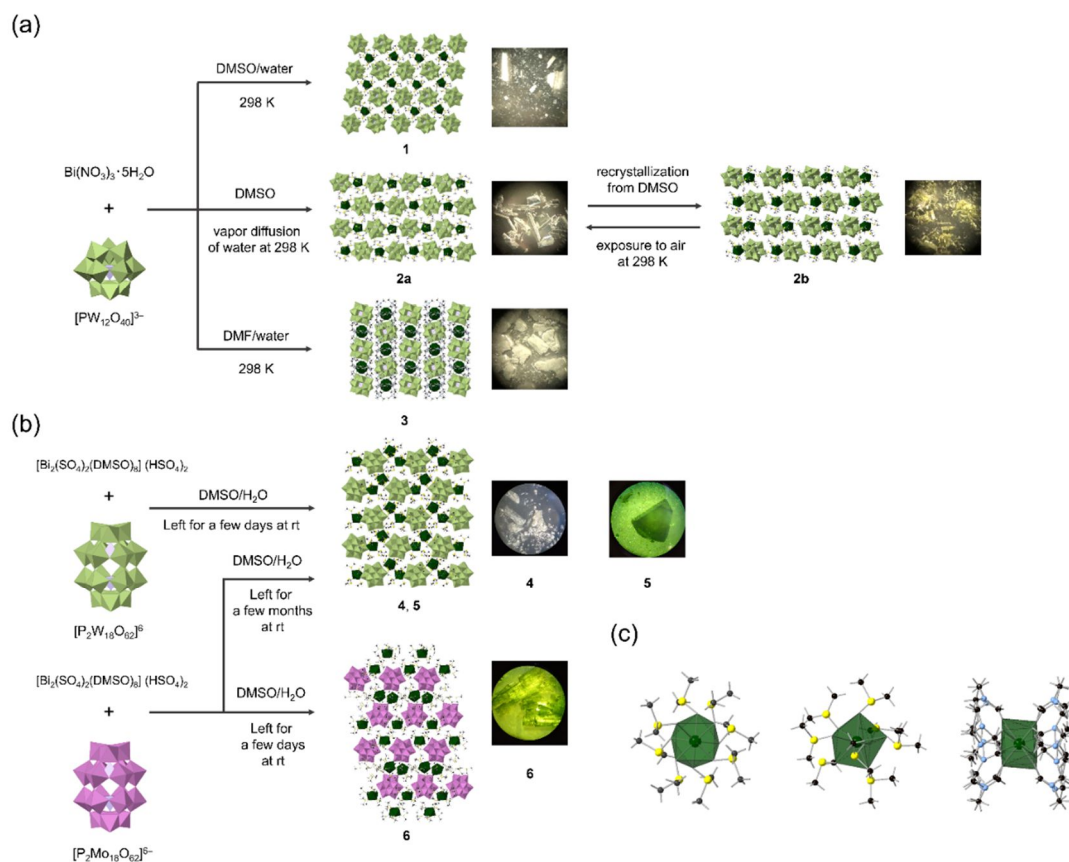 (a)
DMSO/water
298 K
1
Bi(NO₃)₃·5H₂O
+
[PW₁₂O₄₀]³⁻
DMSO
vapor diffusion
of water at 298 K
2a
recrystallization
from DMSO
exposure to air
at 298 K
2b
DMF/water
298 K
3
(b)
[Bi₂(SO₄)₂(DMSO)₈] (HSO₄)₂
+
DMSO/H₂O
Left for a few days at rt
[P₂W₁₈O₆₂]⁶
DMSO/H₂O
Left for
a few months
at rt
4, 5
4
5
[Bi₂(SO₄)₂(DMSO)₈] (HSO₄)₂
+
DMSO/H₂O
Left for
a few days
at rt
[P₂Mo₁₈O₆₂]⁶⁻
6
6
(c)